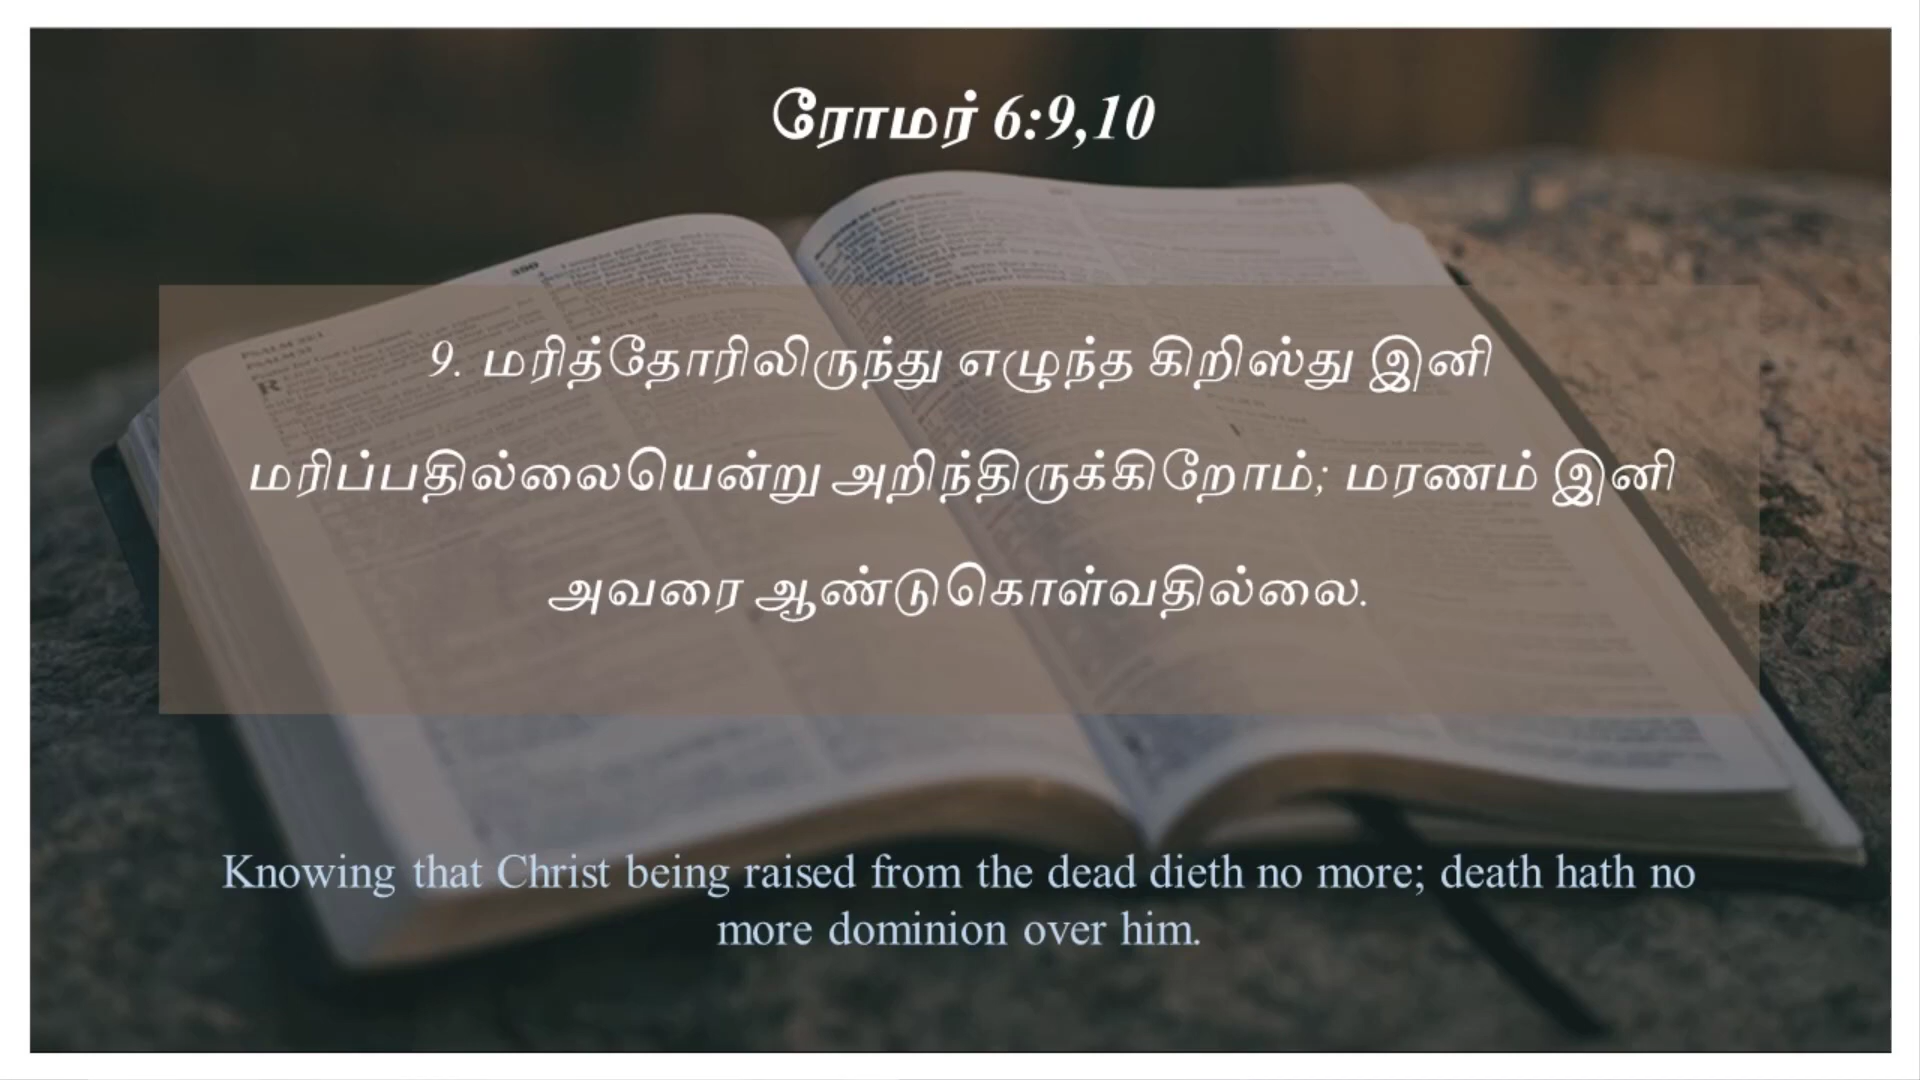 ரோமர் 6:9,10
9. மரித்தோரிலிருந்து எழுந்த கிறிஸ்து இனி
மரிப்பதில்லையென்று அறிந்திருக்கிறோம்; மரணம் இனி
அவரை ஆண்டுகொள்வதில்லை.
Knowing that Christ being raised from the dead dieth no more; death hath no
more dominion over him.